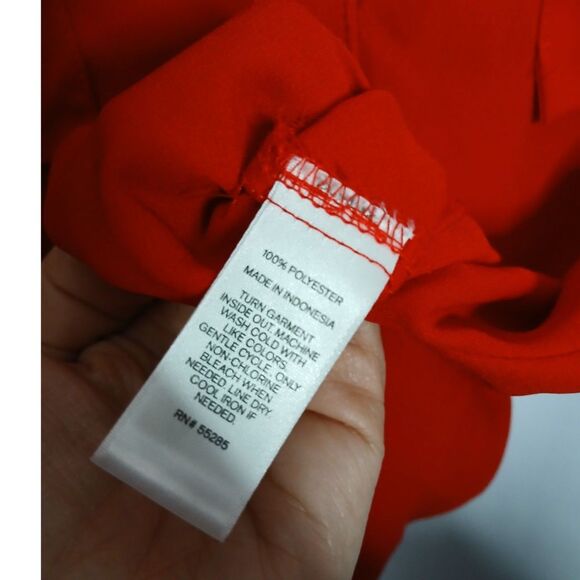 100% POLYESTER
MADE IN INDONESIA
TURN GARMENT
INSIDE OUT. MACHINE
WASH COLD WITH
LIKE COLORS.
GENTLE CYCLE. ONLY
NON-CHLORINE
BLEACH WHEN
NEEDED. LINE DRY
COOL IRON IF
NEEDED.
RN# 55285